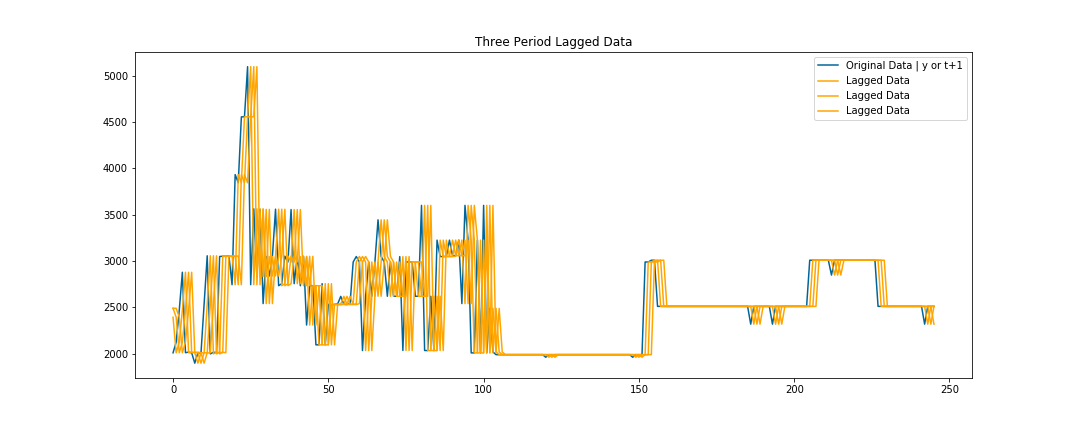 Three Period Lagged Data
Original Data | y or t+1
Lagged Data
Lagged Data
Lagged Data
5000
4500
4000
3500
3000
2500
2000
0 50 100 150 200 250